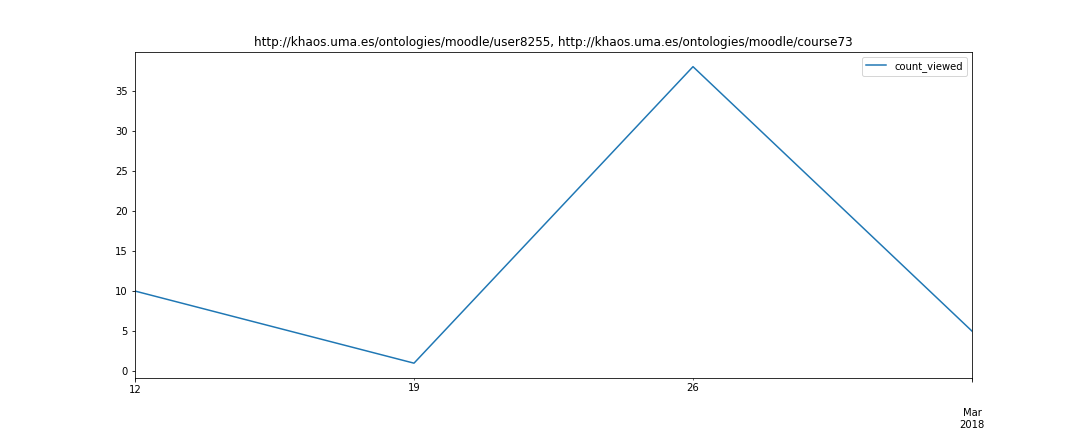 http://khaos.uma.es/ontologies/moodle/user8255, http://khaos.uma.es/ontologies/moodle/course73
count_viewed
35
30
25
20
15
10
5
0
12 19 26
Mar
2018